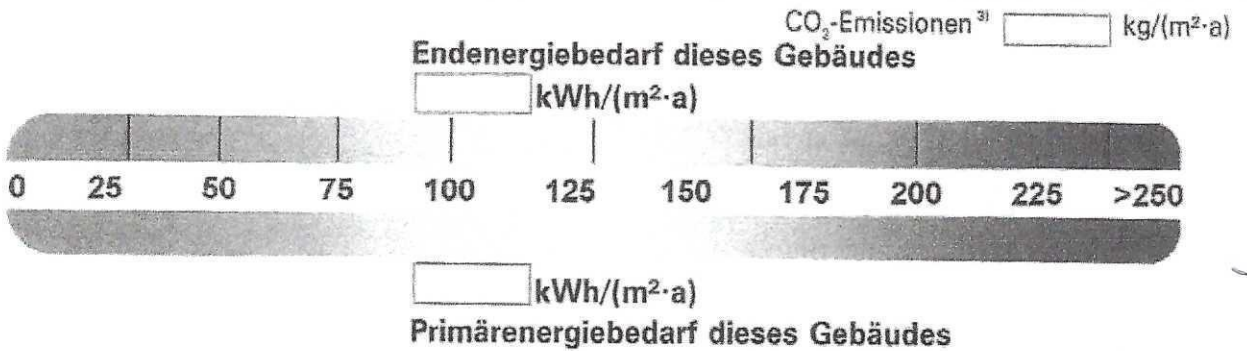 CO₂-Emissionen ³⁾ kg/(m²·a)
Endenergiebedarf dieses Gebäudes
kWh/(m²·a)
0 25 50 75 100 125 150 175 200 225 >250
kWh/(m²·a)
Primärenergiebedarf dieses Gebäudes